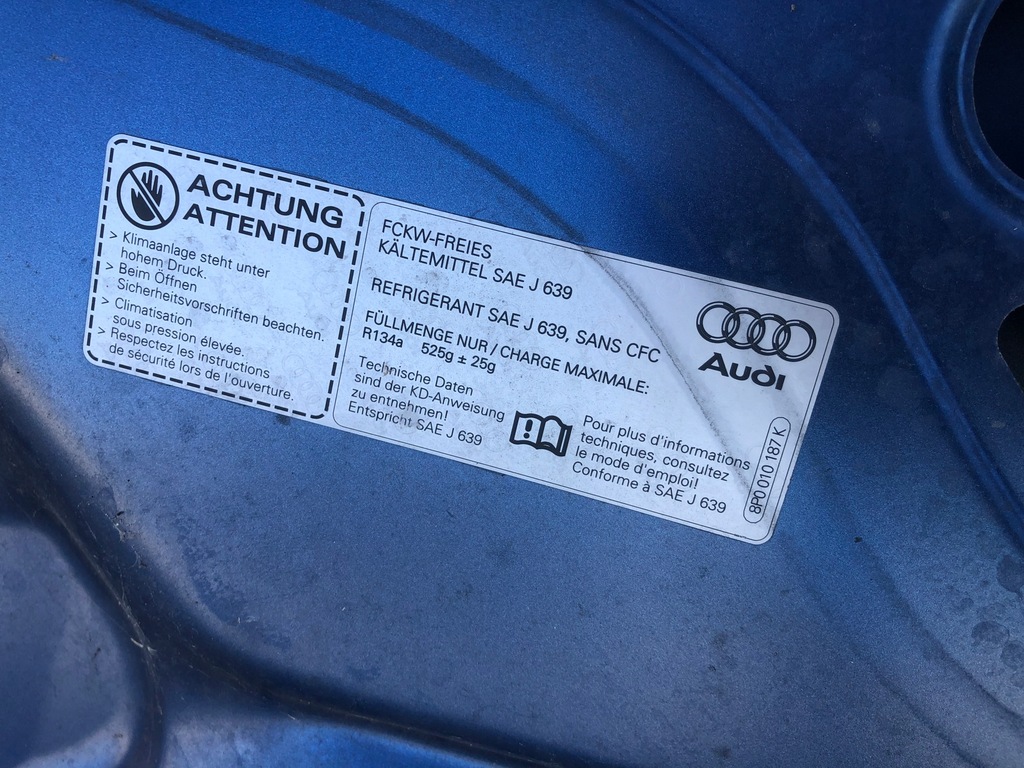 ACHTUNG
ATTENTION
> Klimaanlage steht unter
hohem Druck.
> Beim Öffnen
Sicherheitsvorschriften beachten.
> Climatisation
sous pression élevée.
> Respectez les instructions
de sécurité lors de l'ouverture.
FCKW-FREIES
KÄLTEMITTEL SAE J 639
REFRIGERANT SAE J 639, SANS CFC
FÜLLMENGE NUR / CHARGE MAXIMALE:
R134a 525g ± 25g
Technische Daten
sind der KD-Anweisung
zu entnehmen!
Entspricht SAE J 639
Pour plus d'informations
techniques, consultez
le mode d'emploi!
Conforme à SAE J 639
Audi
8P0 010 187 K